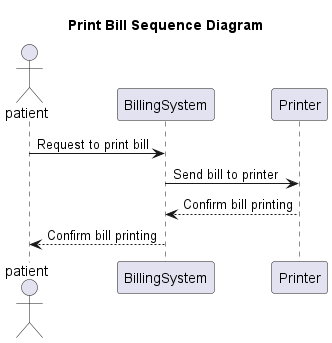 Print Bill Sequence Diagram
patient
BillingSystem
Printer
Request to print bill
Send bill to printer
Confirm bill printing
Confirm bill printing
patient
BillingSystem
Printer